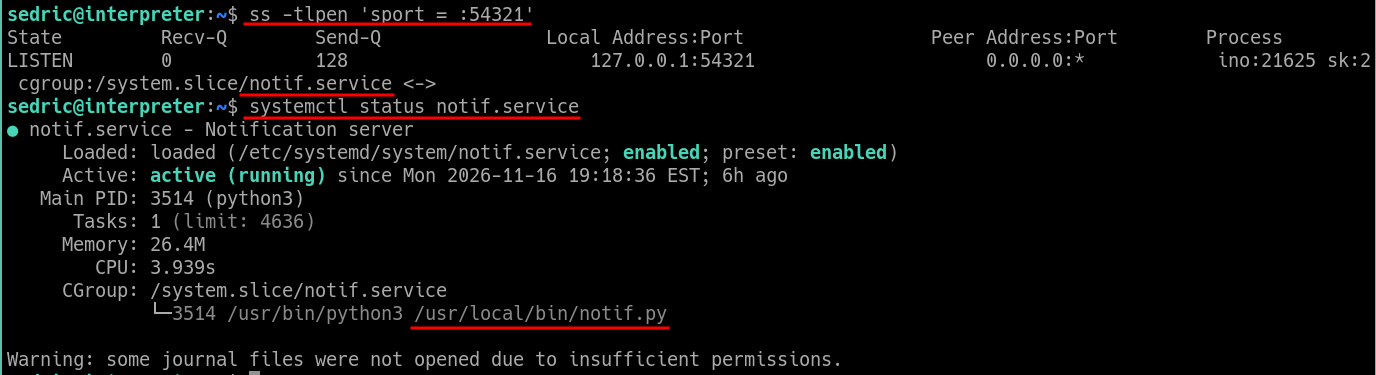 sedric@interpreter:~$ ss -tlpen 'sport = :54321'
State Recv-Q Send-Q Local Address:Port Peer Address:Port Process
LISTEN 0 128 127.0.0.1:54321 0.0.0.0:* ino:21625 sk:2
cgroup:/system.slice/notif.service <->
sedric@interpreter:~$ systemctl status notif.service
● notif.service - Notification server
Loaded: loaded (/etc/systemd/system/notif.service; enabled; preset: enabled)
Active: active (running) since Mon 2026-11-16 19:18:36 EST; 6h ago
Main PID: 3514 (python3)
Tasks: 1 (limit: 4636)
Memory: 26.4M
CPU: 3.939s
CGroup: /system.slice/notif.service
└─3514 /usr/bin/python3 /usr/local/bin/notif.py
Warning: some journal files were not opened due to insufficient permissions.